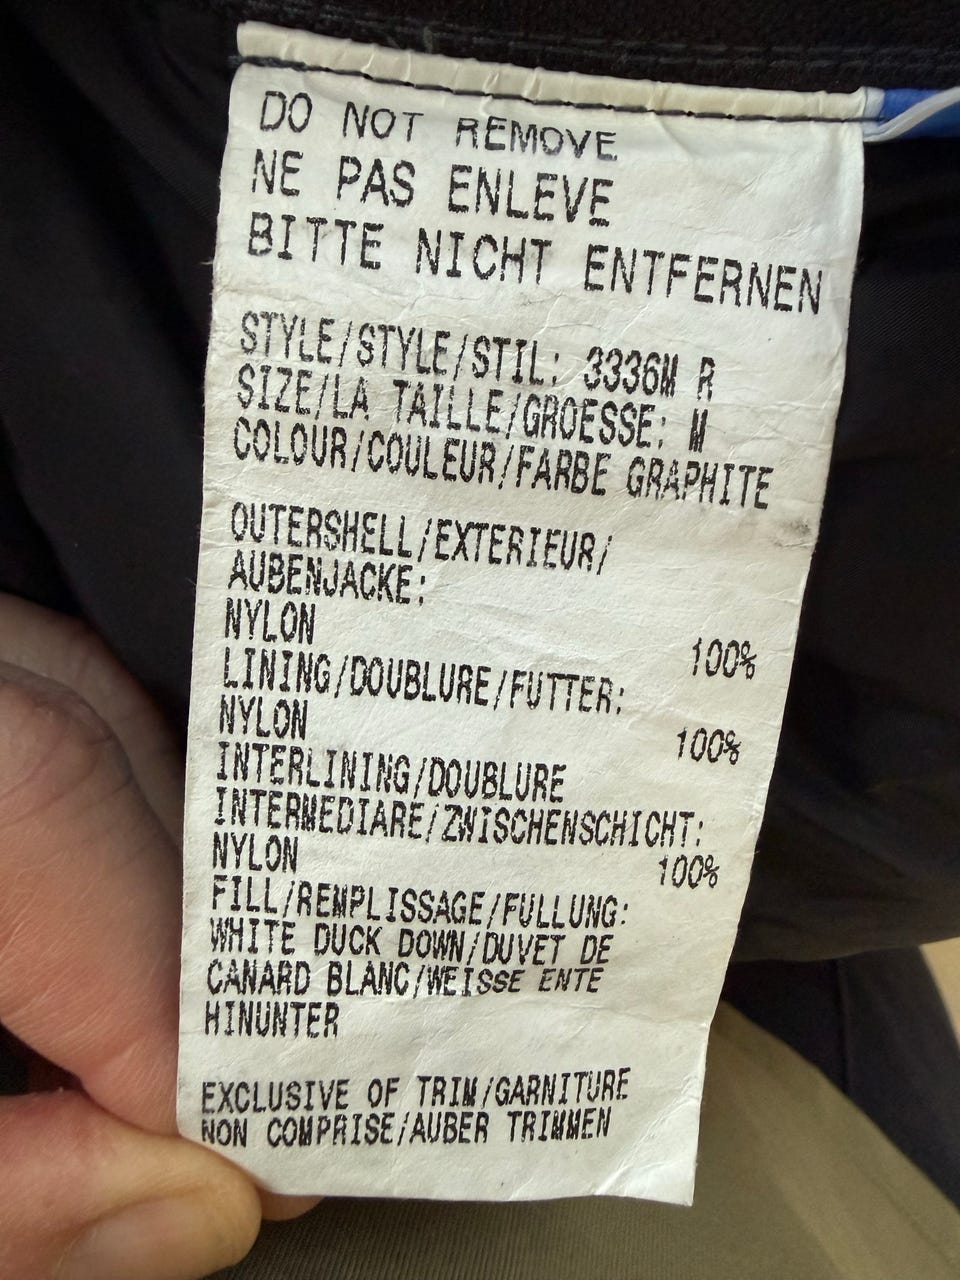 DO NOT REMOVE
NE PAS ENLEVE
BITTE NICHT ENTFERNEN
STYLE/STYLE/STIL: 3336M R
SIZE/LA TAILLE/GROESSE: M
COLOUR/COULEUR/FARBE GRAPHITE
OUTERSHELL/EXTERIEUR/
AUBENJACKE:
NYLON 100%
LINING/DOUBLURE/FUTTER:
NYLON 100%
INTERLINING/DOUBLURE
INTERMEDIARE/ZWISCHENSCHICHT:
NYLON 100%
FILL/REMPLISSAGE/FULLUNG:
WHITE DUCK DOWN/DUVET DE
CANARD BLANC/WEISSE ENTE
HINUNTER
EXCLUSIVE OF TRIM/GARNITURE
NON COMPRISE/AUBER TRIMMEN